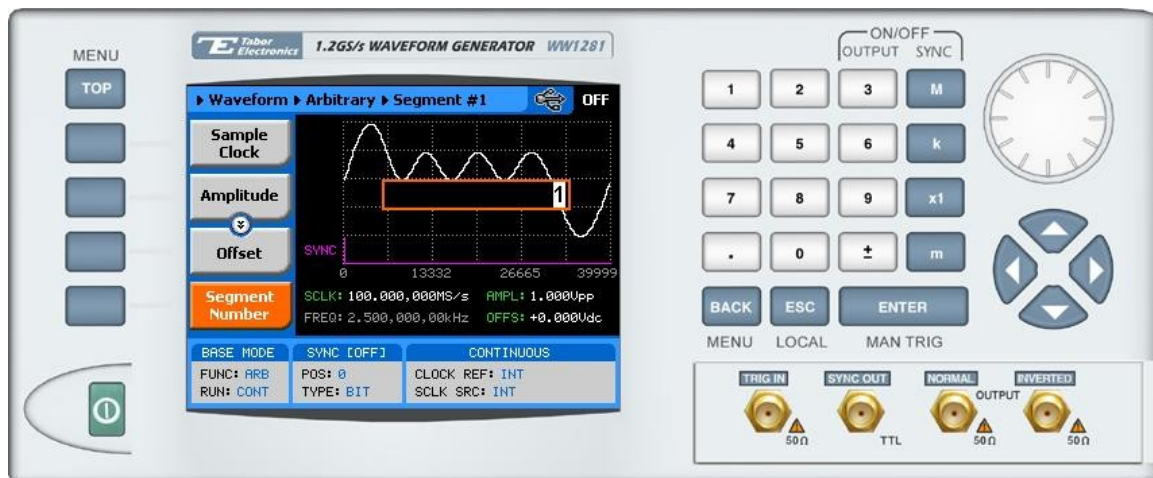 MENU
TOP
Tabor
Electronics
1.2GS/s WAVEFORM GENERATOR WW1281
Waveform Arbitrary Segment #1 OFF
Sample
Clock
Amplitude
Offset
Segment
Number
1
SYNC
0 13332 26665 39999
SCLK: 100.000,000MS/s AMPL: 1.000Vpp
FREQ: 2.500,000,00kHz OFFS: +0.000Vdc
BASE MODE SYNC [OFF] CONTINUOUS
FUNC: ARB POS: 0 CLOCK REF: INT
RUN: CONT TYPE: BIT SCLK SRC: INT
ON/OFF
OUTPUT SYNC
1 2 3 M
4 5 6 k
7 8 9 x1
. 0 ± m
BACK ESC ENTER
MENU LOCAL MAN TRIG
TRIG IN SYNC OUT NORMAL INVERTED
OUTPUT
50Ω TTL 50Ω 50Ω